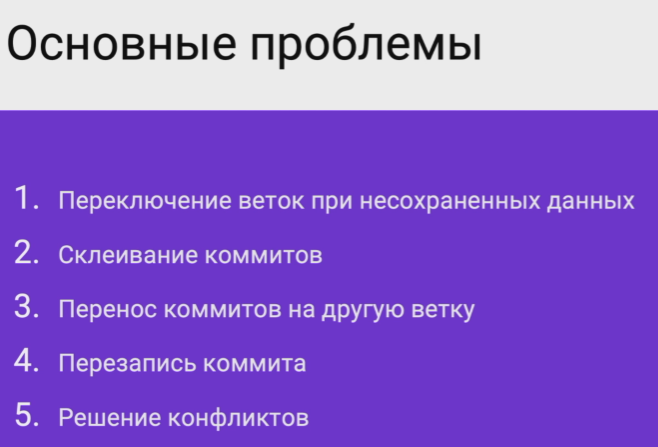 Основные проблемы
1. Переключение веток при несохраненных данных
2. Склеивание коммитов
3. Перенос коммитов на другую ветку
4. Перезапись коммита
5. Решение конфликтов